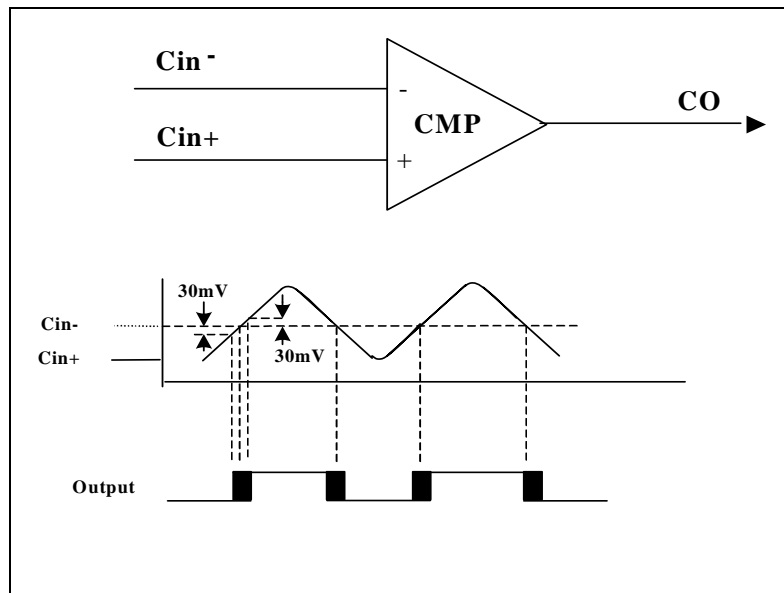 Cin -
-
CO
CMP
Cin+
+
30mV
Cin-
Cin+
30mV
Output